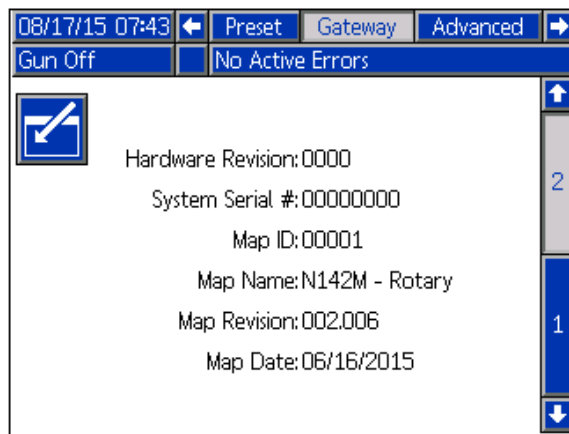 08/17/15 07:43 Preset Gateway Advanced
Gun Off No Active Errors
Hardware Revision: 0000
System Serial #: 00000000
2
Map ID: 00001
Map Name: N142M - Rotary
Map Revision: 002.006
1
Map Date: 06/16/2015